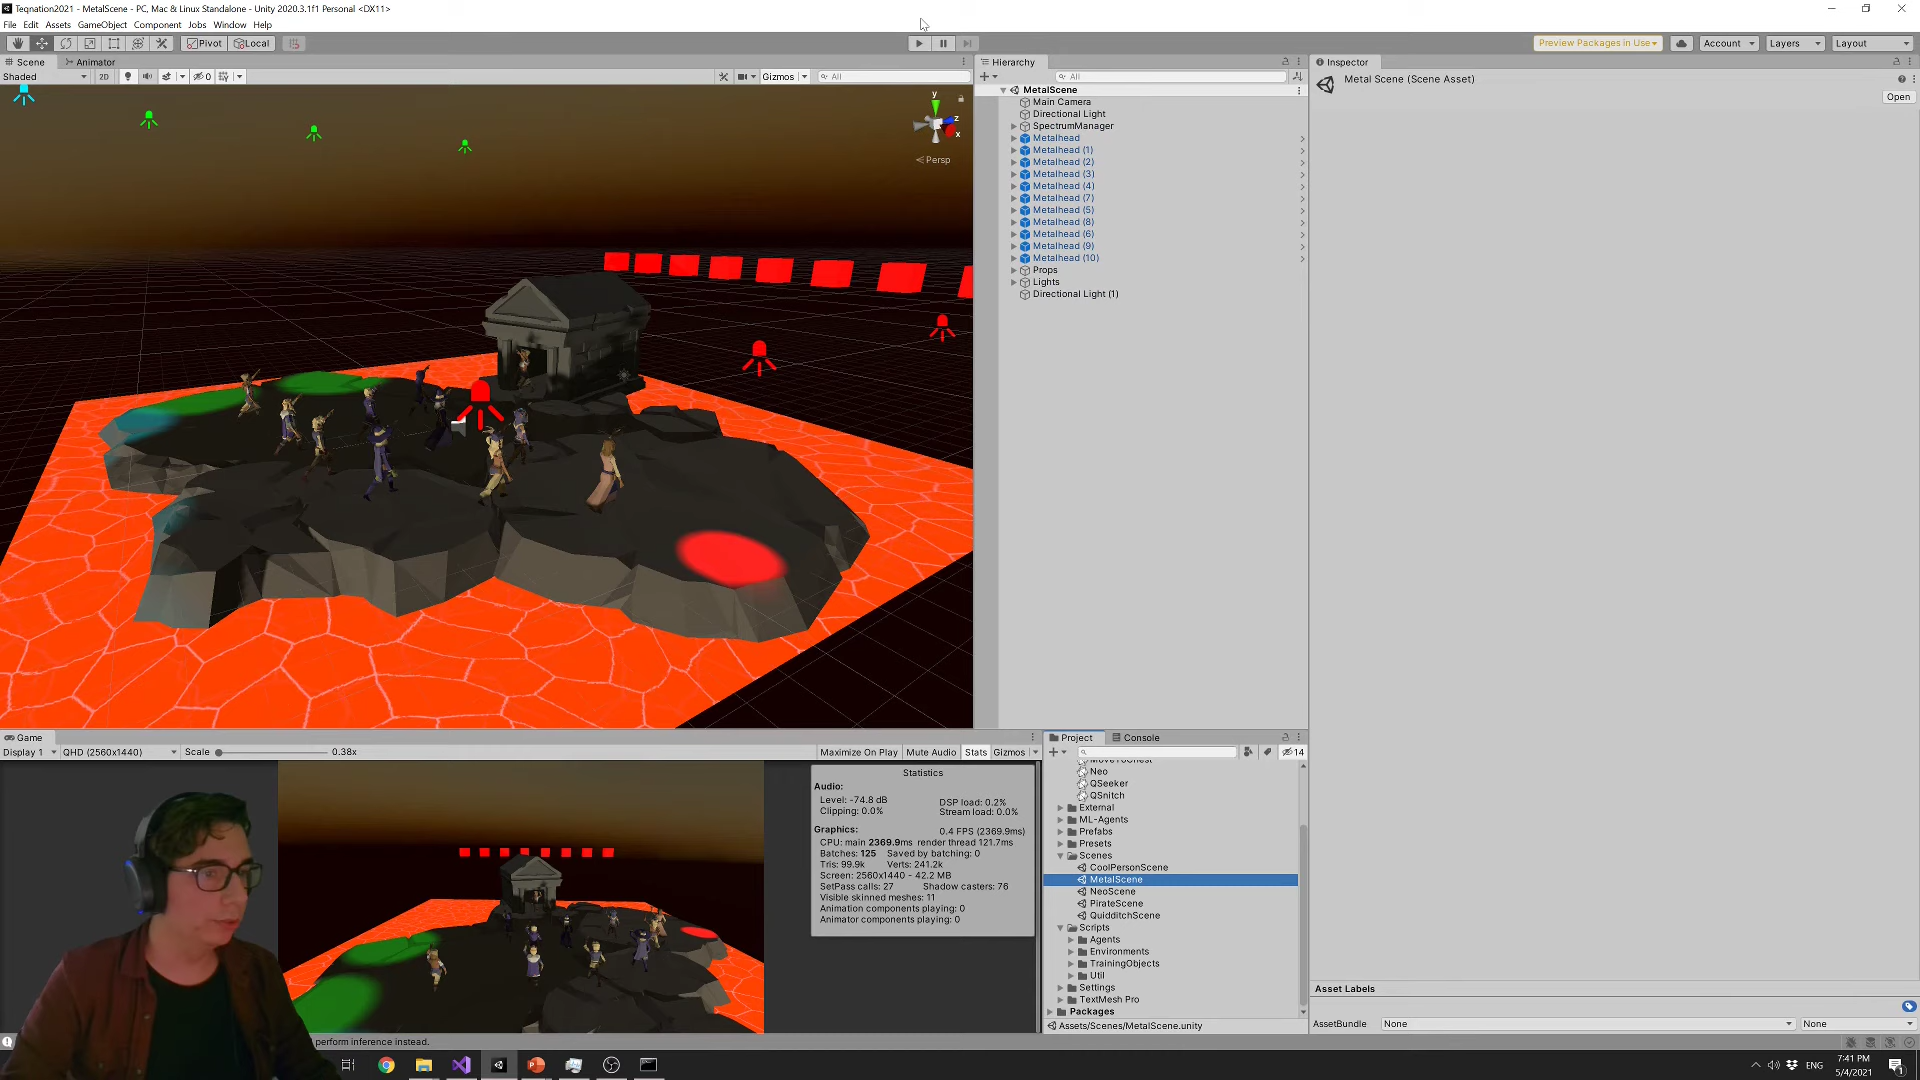 Teqnation2021 - MetalScene - PC, Mac & Linux Standalone - Unity 2020.3.1f1 Personal <DX11>
File Edit Assets GameObject Component Jobs Window Help
Pivot Local
Preview Packages in Use Account Layers Layout
Scene Animator
Shaded 2D 0 Gizmos All
y
z
x
Persp
Hierarchy
All
MetalScene
Main Camera
Directional Light
SpectrumManager
Metalhead
Metalhead (1)
Metalhead (2)
Metalhead (3)
Metalhead (4)
Metalhead (7)
Metalhead (5)
Metalhead (8)
Metalhead (6)
Metalhead (9)
Metalhead (10)
Props
Lights
Directional Light (1)
Inspector
Metal Scene (Scene Asset)
Open
Game
Display 1 QHD (2560x1440) Scale 0.38x Maximize On Play Mute Audio Stats Gizmos
Statistics
Audio:
Level: -74.8 dB DSP load: 0.2%
Clipping: 0.0% Stream load: 0.0%
Graphics: 0.4 FPS (2369.9ms)
CPU: main 2369.9ms render thread 121.7ms
Batches: 125 Saved by batching: 0
Tris: 99.9k Verts: 241.2k
Screen: 2560x1440 - 42.2 MB
SetPass calls: 27 Shadow casters: 76
Visible skinned meshes: 11
Animation components playing: 0
Animator components playing: 0
Project Console
14
Neo
QSeeker
QSnitch
External
ML-Agents
Prefabs
Presets
Scenes
CoolPersonScene
MetalScene
NeoScene
PirateScene
QuidditchScene
Scripts
Agents
Environments
TrainingObjects
Util
Settings
TextMesh Pro
Packages
Assets/Scenes/MetalScene.unity
Asset Labels
AssetBundle None None
perform inference instead.
ENG
7:41 PM
5/4/2021
1